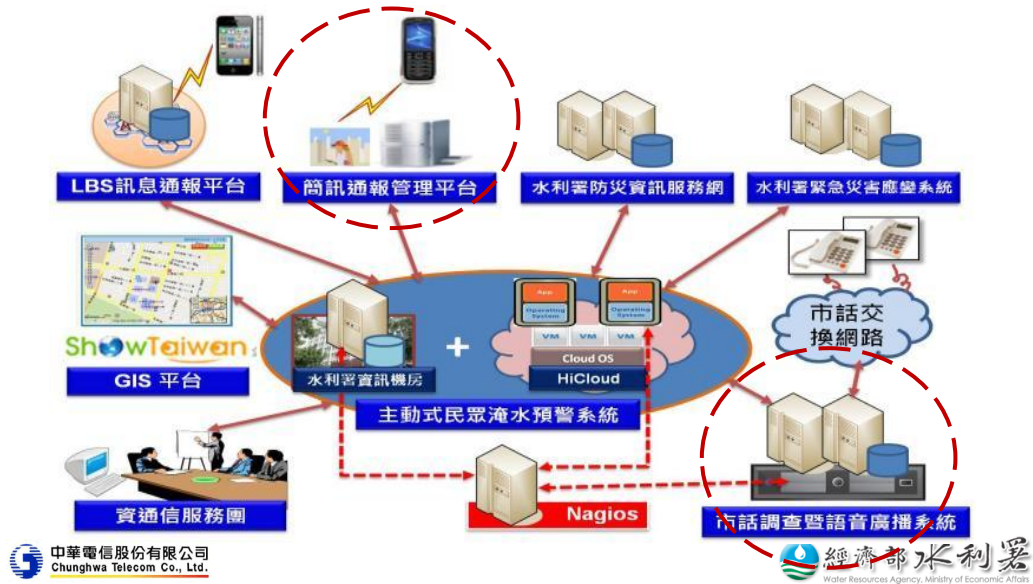 LBS訊息通報平台
簡訊通報管理平台
水利署防災資訊服務網
水利署緊急災害應變系統
市話交
換網路
ShowTaiwan
GIS 平台
App
Operating
System
App
Operating
System
VM
VM
VM
Cloud OS
HiCloud
+
水利署資訊機房
主動式民眾淹水預警系統
資通信服務團
Nagios
市話調查暨語音廣播系統
中華電信股份有限公司
Chunghwa Telecom Co., Ltd.
經濟部水利署
Water Resources Agency, Ministry of Economic Affairs